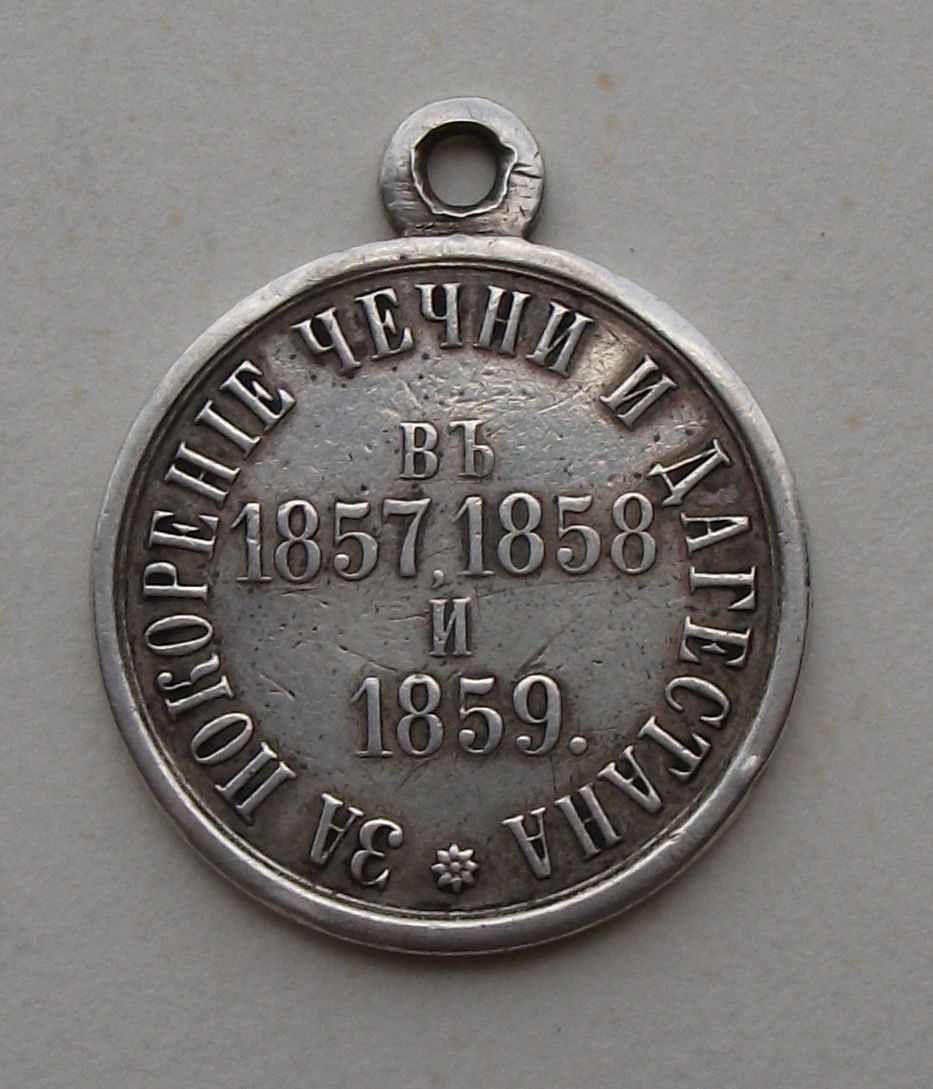 ЗА ПОКОРЕНІЕ ЧЕЧНИ И ДАГЕСТАНА
ВЪ
1857, 1858
И
1859.